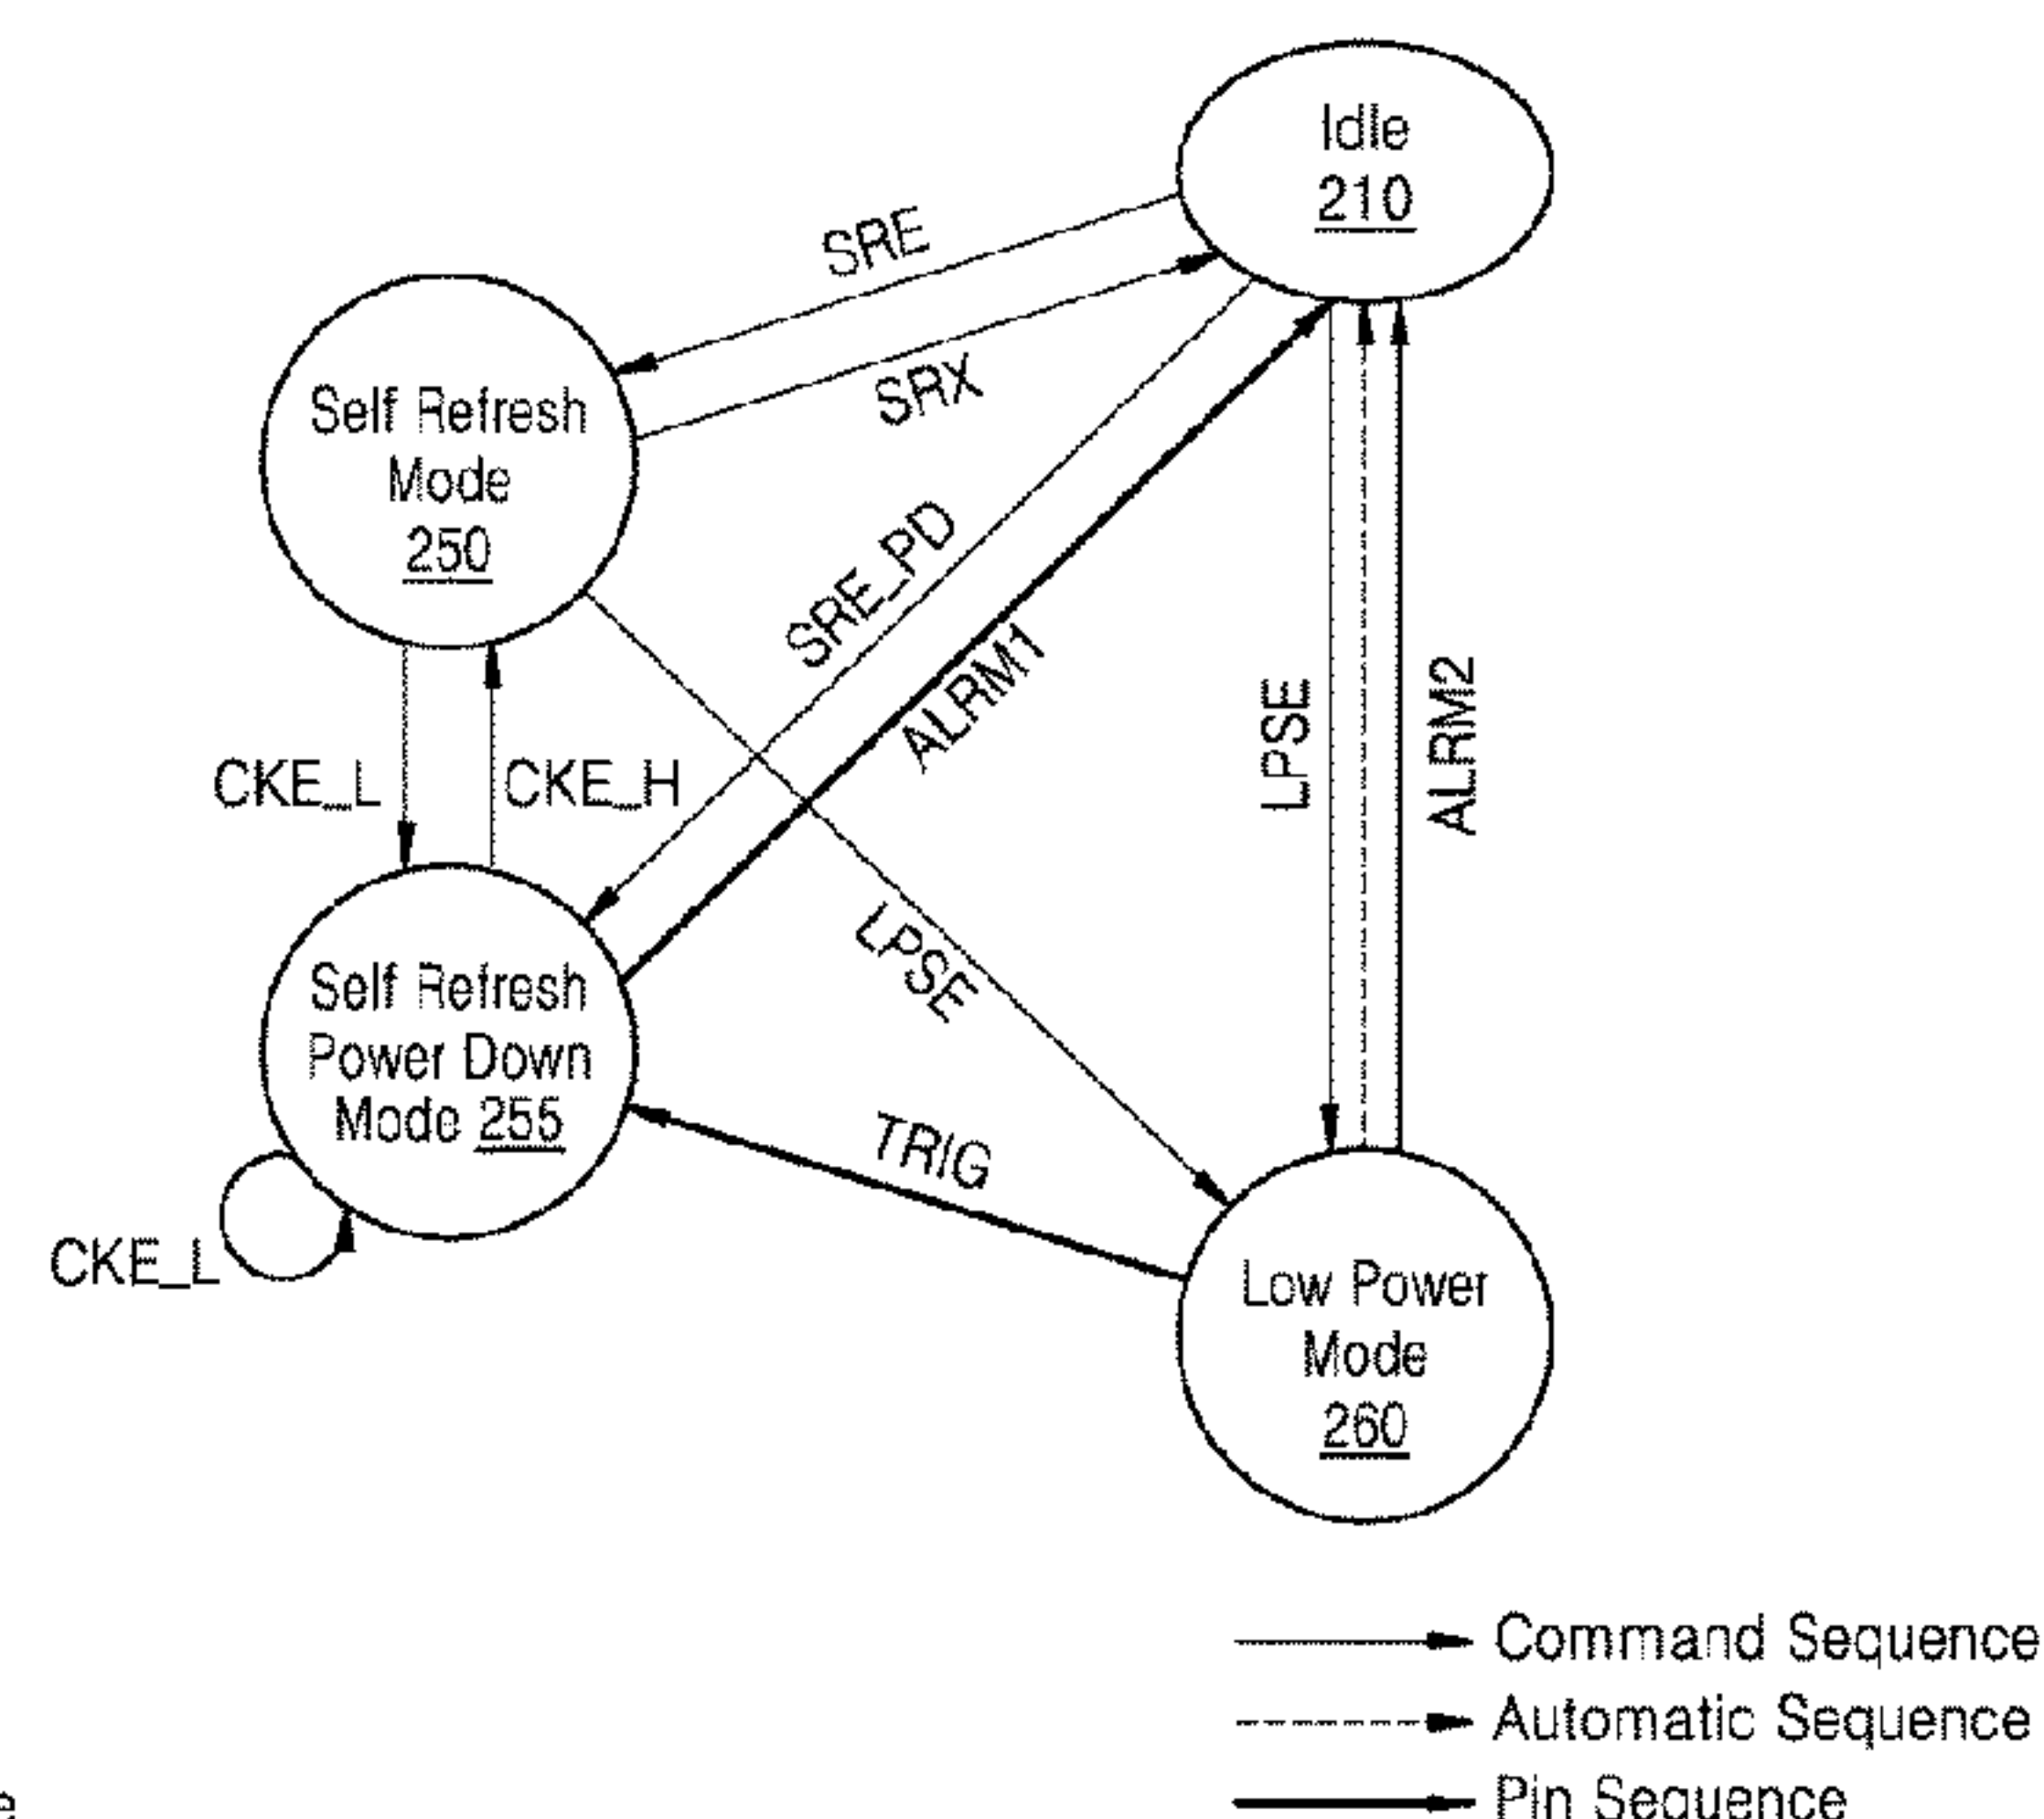 Idle
210
SRE
SRX
Self Refresh
Mode
250
SRE_PD
ALRM1
LPSE
ALRM2
CKE_L
CKE_H
LPSE
Self Refresh
Power Down
Mode 255
TRIG
CKE_L
Low Power
Mode
260
Command Sequence
Automatic Sequence
Pin Sequence